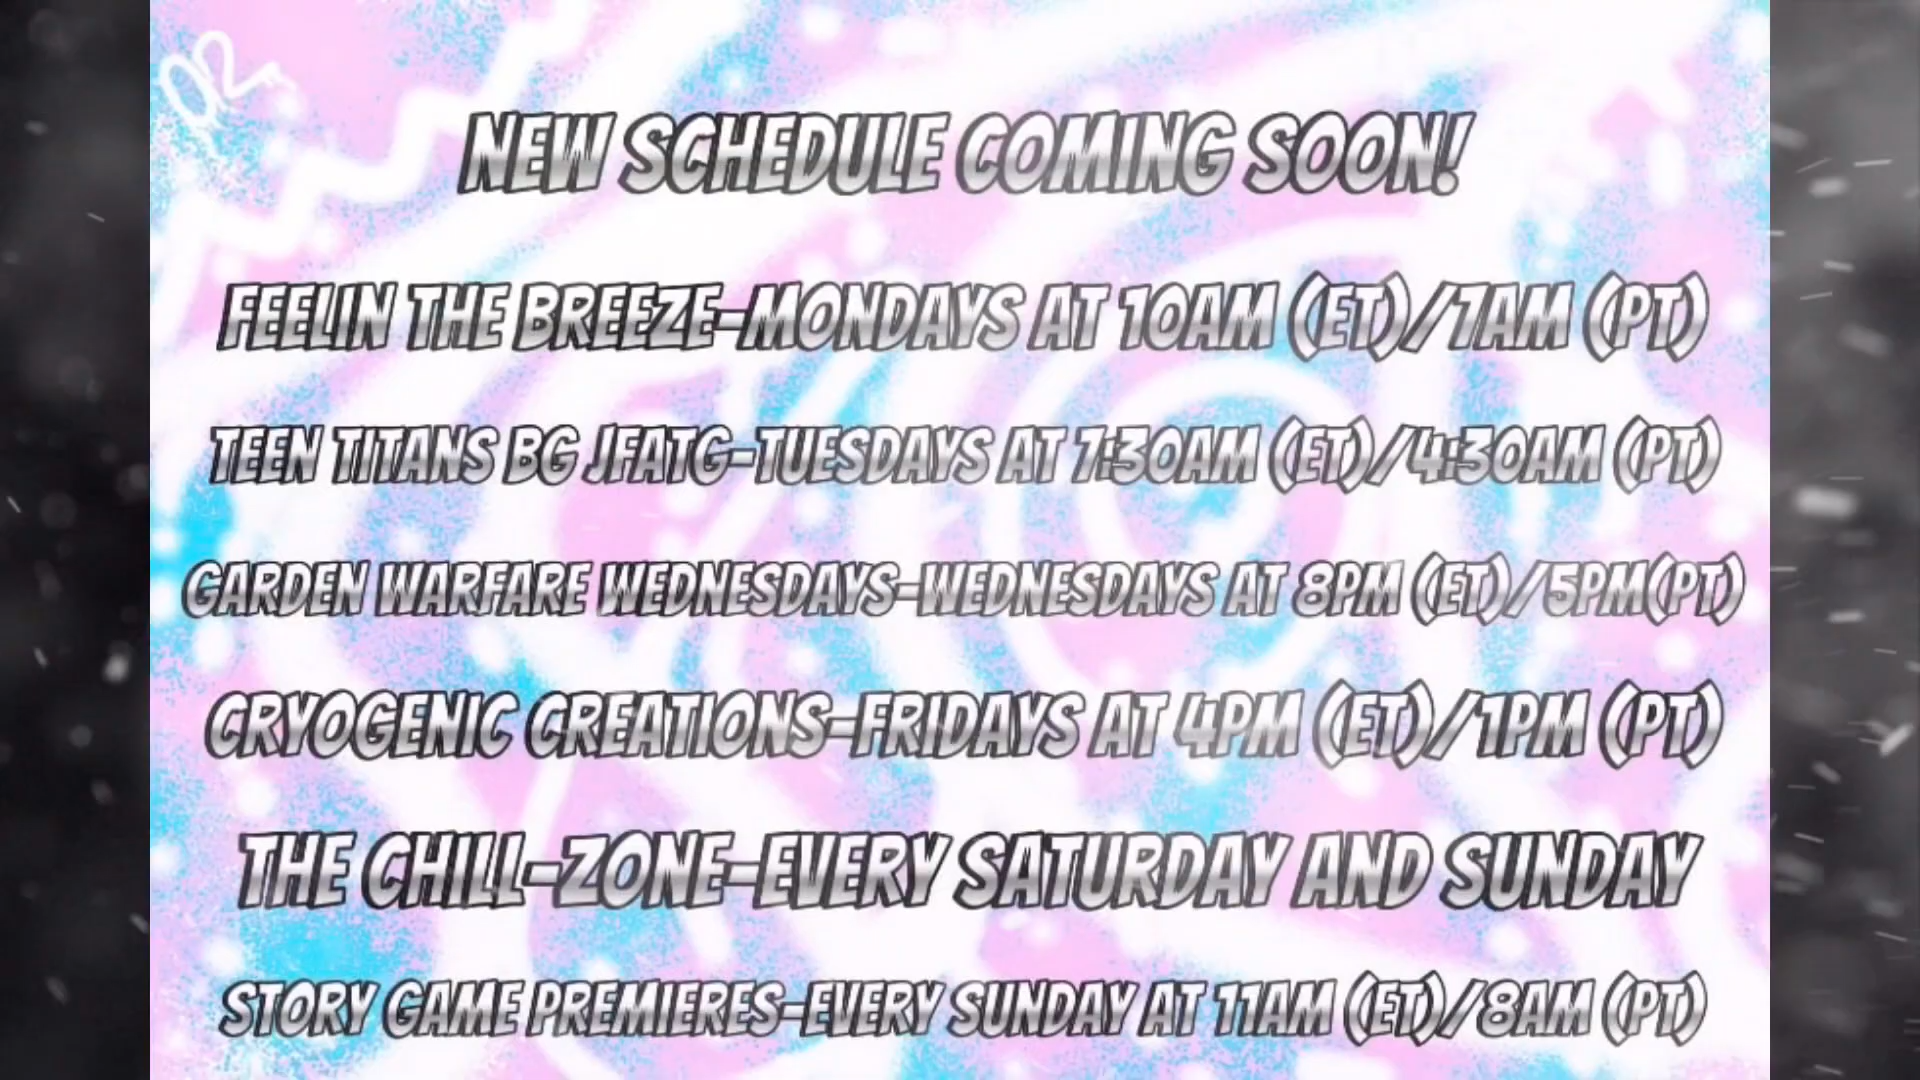 02
NEW SCHEDULE COMING SOON!
FEELIN THE BREEZE-MONDAYS AT 10AM (ET)/7AM (PT)
TEEN TITANS BG JFATG-TUESDAYS AT 7:30AM (ET)/4:30AM (PT)
GARDEN WARFARE WEDNESDAYS-WEDNESDAYS AT 8PM (ET)/5PM(PT)
CRYOGENIC CREATIONS-FRIDAYS AT 4PM (ET)/1PM (PT)
THE CHILL-ZONE-EVERY SATURDAY AND SUNDAY
STORY GAME PREMIERES-EVERY SUNDAY AT 11AM (ET)/8AM (PT)